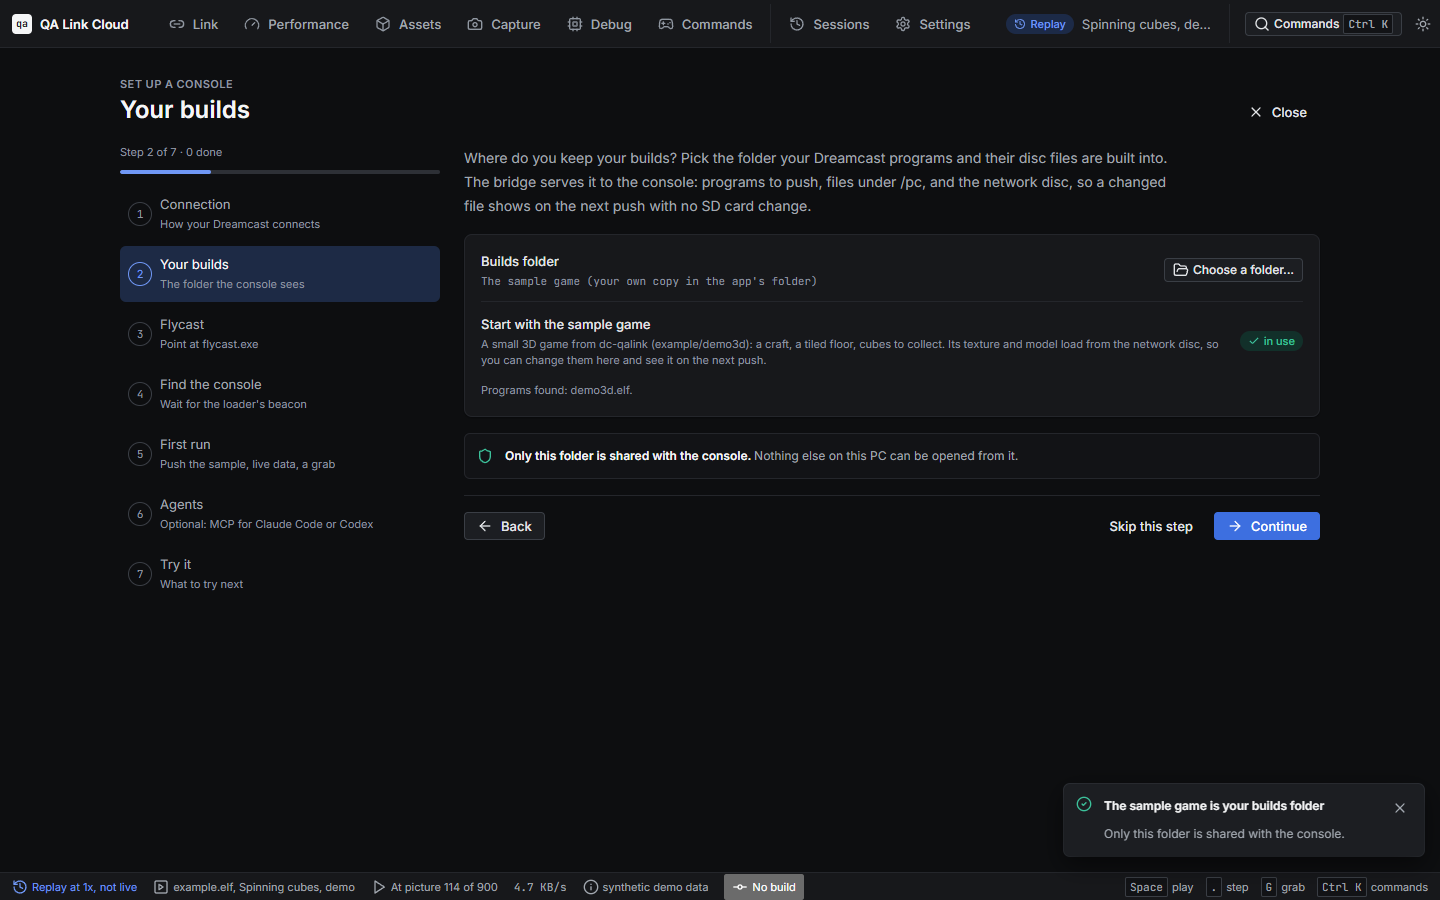 qa QA Link Cloud Link Performance Assets Capture Debug Commands Sessions Settings Replay Spinning cubes, de... Commands Ctrl K
SET UP A CONSOLE
Your builds
Close
Step 2 of 7 · 0 done
1 Connection
How your Dreamcast connects
2 Your builds
The folder the console sees
3 Flycast
Point at flycast.exe
4 Find the console
Wait for the loader's beacon
5 First run
Push the sample, live data, a grab
6 Agents
Optional: MCP for Claude Code or Codex
7 Try it
What to try next
Where do you keep your builds? Pick the folder your Dreamcast programs and their disc files are built into.
The bridge serves it to the console: programs to push, files under /pc, and the network disc, so a changed
file shows on the next push with no SD card change.
Builds folder
The sample game (your own copy in the app's folder)
Choose a folder...
Start with the sample game
A small 3D game from dc-qalink (example/demo3d): a craft, a tiled floor, cubes to collect. Its texture and model load from the network disc, so
you can change them here and see it on the next push.
in use
Programs found: demo3d.elf.
Only this folder is shared with the console. Nothing else on this PC can be opened from it.
Back
Skip this step
Continue
The sample game is your builds folder
Only this folder is shared with the console.
Replay at 1x, not live example.elf, Spinning cubes, demo At picture 114 of 900 4.7 KB/s synthetic demo data No build Space play . step G grab Ctrl K commands